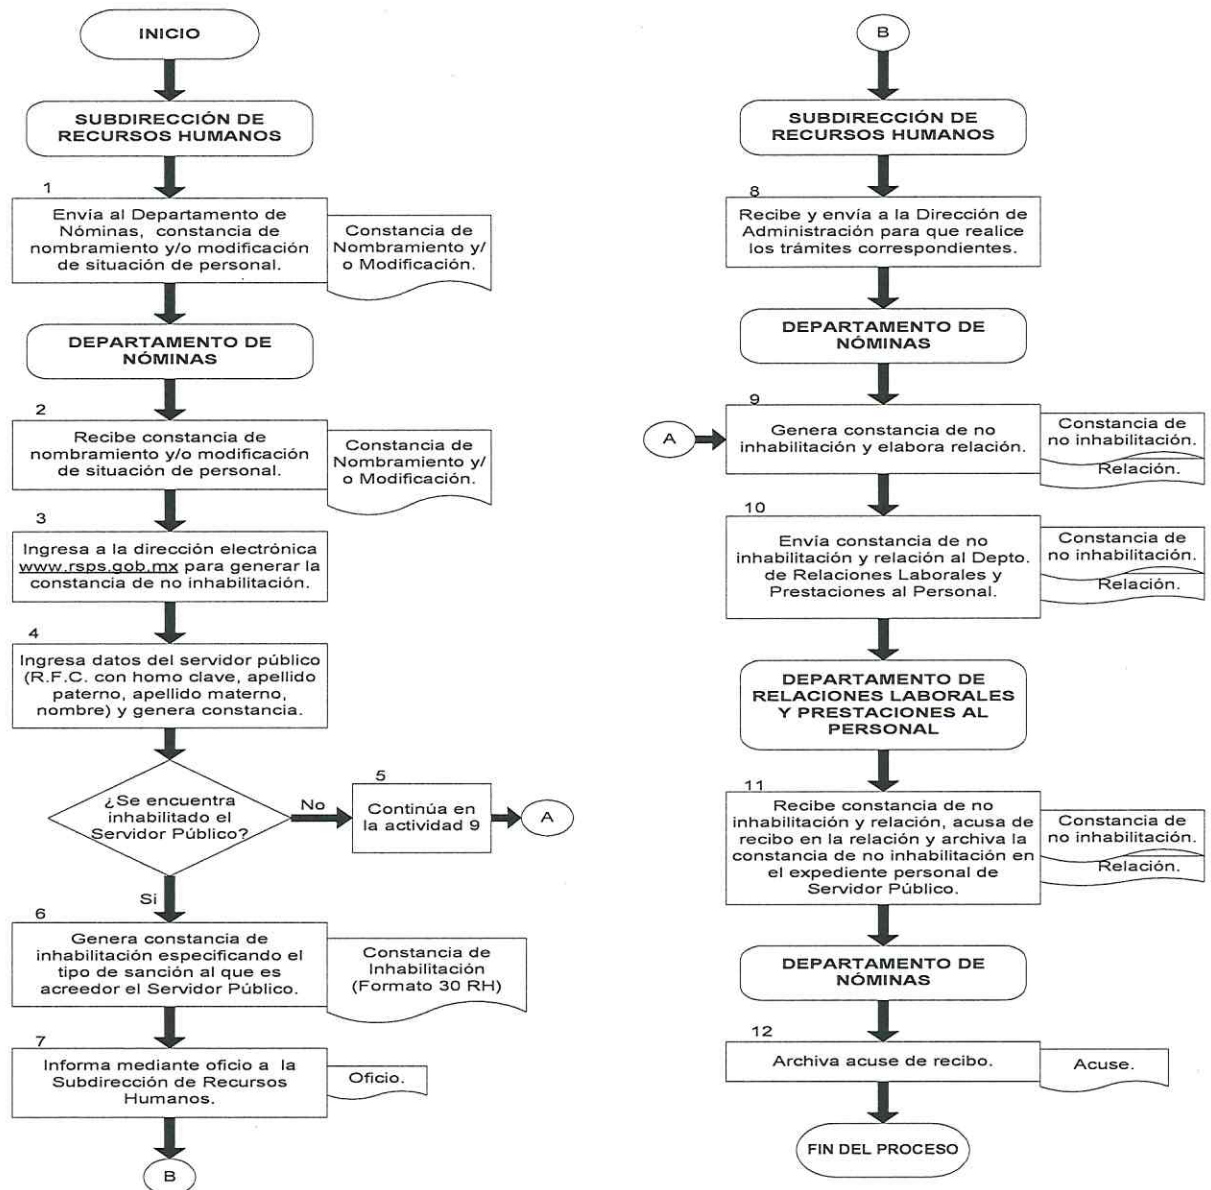 INICIO
SUBDIRECCIÓN DE
RECURSOS HUMANOS
1
Envía al Departamento de
Nóminas, constancia de
nombramiento y/o modificación
de situación de personal.
Constancia de
Nombramiento y/
o Modificación.
DEPARTAMENTO DE
NÓMINAS
2
Recibe constancia de
nombramiento y/o modificación
de situación de personal.
Constancia de
Nombramiento y/
o Modificación.
3
Ingresa a la dirección electrónica
www.rsps.gob.mx para generar la
constancia de no inhabilitación.
4
Ingresa datos del servidor público
(R.F.C. con homo clave, apellido
paterno, apellido materno,
nombre) y genera constancia.
¿Se encuentra
inhabilitado el
Servidor Público?
No
5
Continúa en
la actividad 9
A
Sí
6
Genera constancia de
inhabilitación especificando el
tipo de sanción al que es
acreedor el Servidor Público.
Constancia de
Inhabilitación
(Formato 30 RH)
7
Informa mediante oficio a la
Subdirección de Recursos
Humanos.
Oficio.
B
B
SUBDIRECCIÓN DE
RECURSOS HUMANOS
8
Recibe y envía a la Dirección de
Administración para que realice
los trámites correspondientes.
DEPARTAMENTO DE
NÓMINAS
9
A
Genera constancia de no
inhabilitación y elabora relación.
Constancia de
no inhabilitación.
Relación.
10
Envía constancia de no
inhabilitación y relación al Depto.
de Relaciones Laborales y
Prestaciones al Personal.
Constancia de
no inhabilitación.
Relación.
DEPARTAMENTO DE
RELACIONES LABORALES
Y PRESTACIONES AL
PERSONAL
11
Recibe constancia de no
inhabilitación y relación, acusa de
recibo en la relación y archiva la
constancia de no inhabilitación en
el expediente personal de
Servidor Público.
Constancia de
no inhabilitación.
Relación.
DEPARTAMENTO DE
NÓMINAS
12
Archiva acuse de recibo.
Acuse.
FIN DEL PROCESO